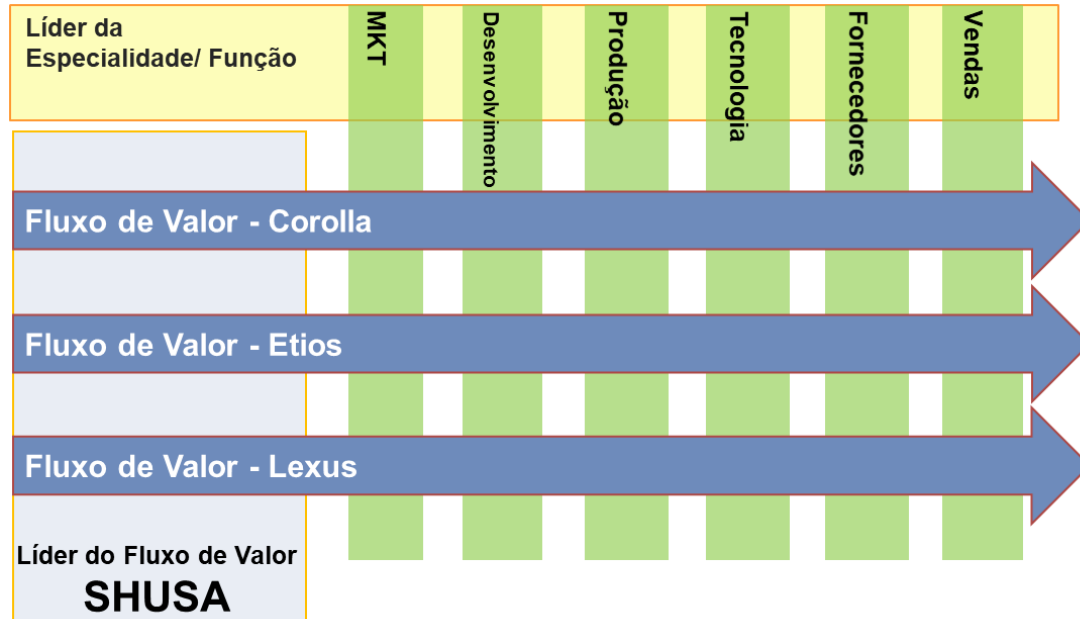 Líder da
Especialidade/ Função
MKT
Desenvolvimento
Produção
Tecnologia
Fornecedores
Vendas
Fluxo de Valor - Corolla
Fluxo de Valor - Etios
Fluxo de Valor - Lexus
Líder do Fluxo de Valor
SHUSA